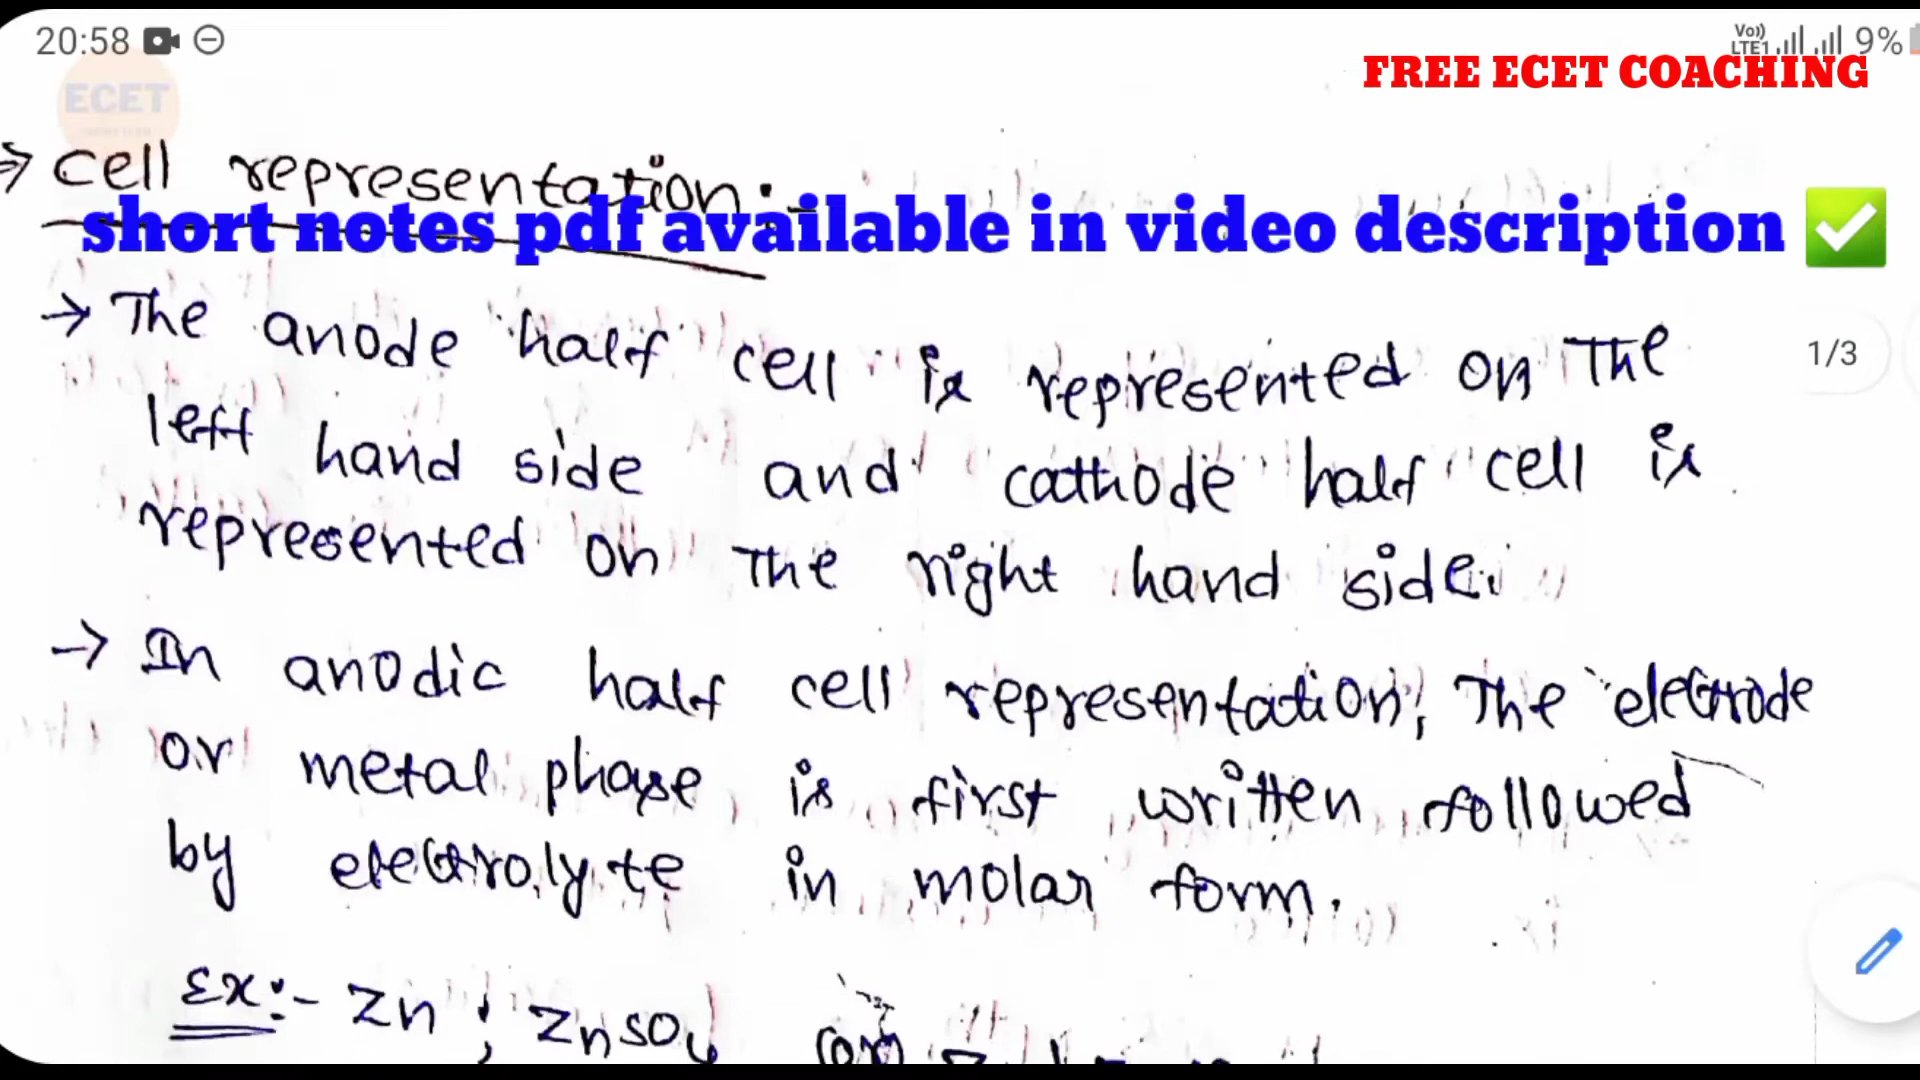 20:58
Vo))
LTE1
9%
FREE ECET COACHING
ECET
→ cell representation:-
short notes pdf available in video description ✅
→ The anode half cell is represented on The
1/3
left hand side and cathode half cell is
represented on The right hand side.
→ In anodic half cell representation, The electrode
or metal phase is first written followed
by electrolyte in molar form.
Ex:- Zn ; ZnSO4 (or)